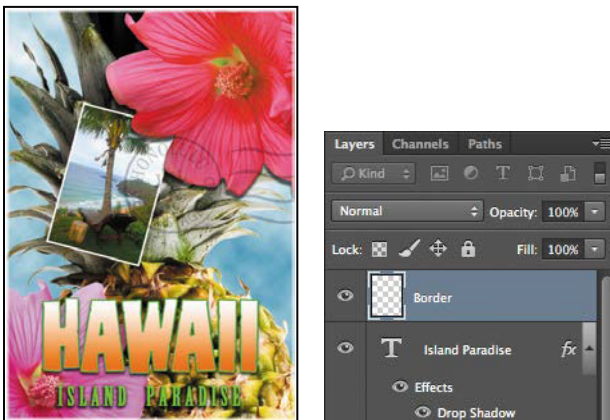 HAWAII
ISLAND PARADISE
HONOLULU
Layers Channels Paths
Kind
Normal Opacity: 100%
Lock: Fill: 100%
Border
T Island Paradise fx
Effects
Drop Shadow